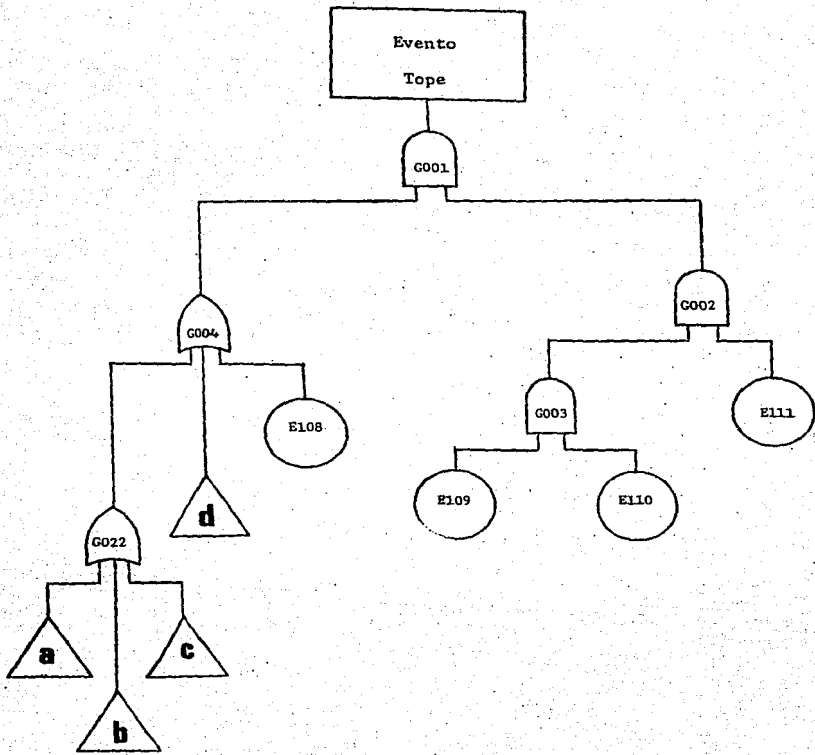 Evento
Tope
G001
G002
G004
G003
E111
E108
E109
E110
d
G022
a
c
b